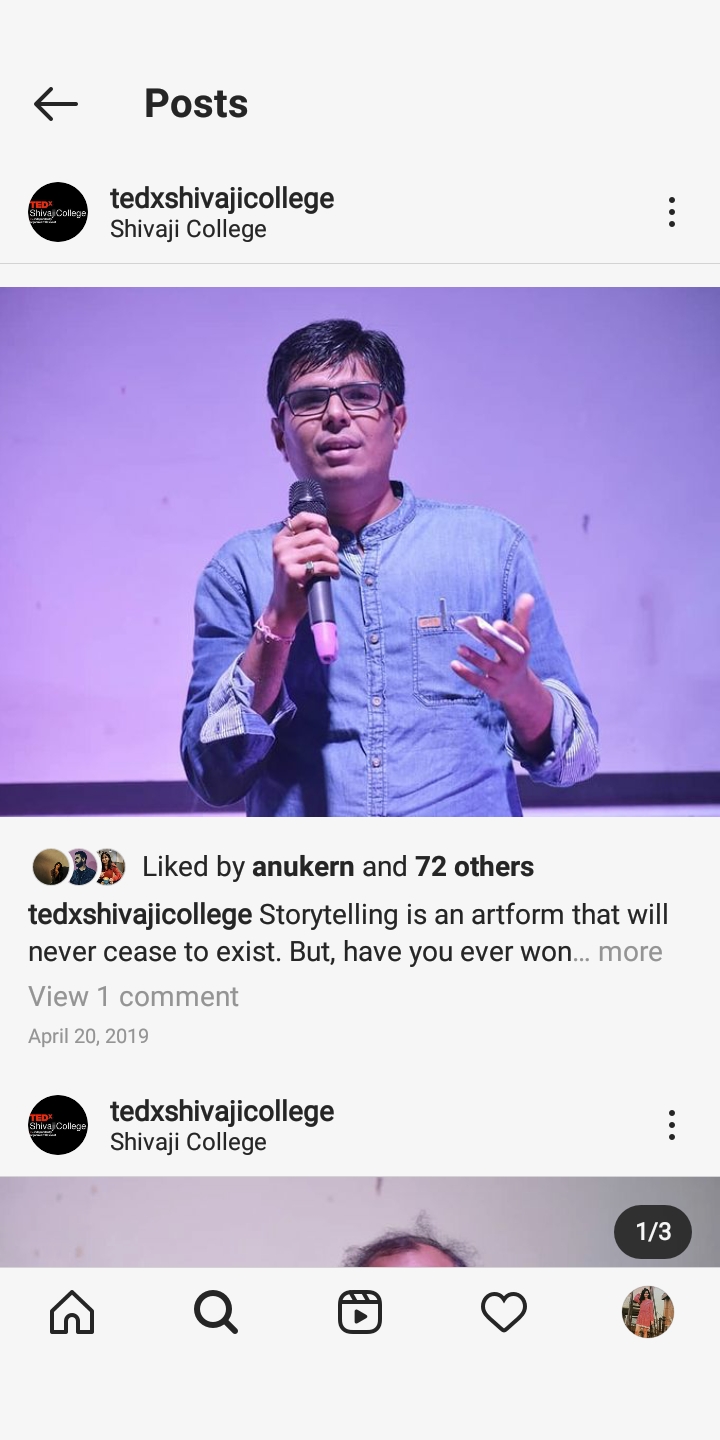 Posts
TEDx
ShivajiCollege
tedxshivajicollege
Shivaji College
Liked by anukern and 72 others
tedxshivajicollege Storytelling is an artform that will
never cease to exist. But, have you ever won... more
View 1 comment
April 20, 2019
TEDx
ShivajiCollege
tedxshivajicollege
Shivaji College
1/3